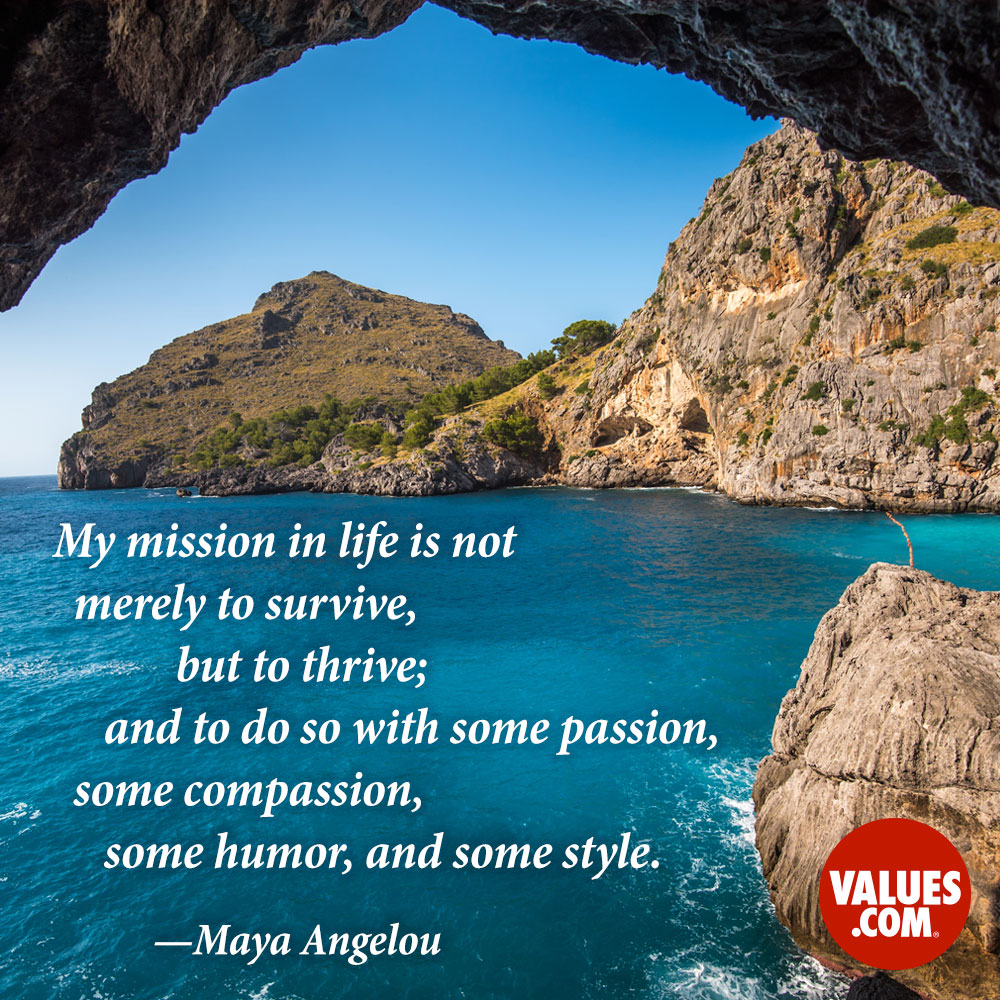 My mission in life is not
merely to survive,
but to thrive;
and to do so with some passion,
some compassion,
some humor, and some style.
—Maya Angelou
VALUES
.COM®